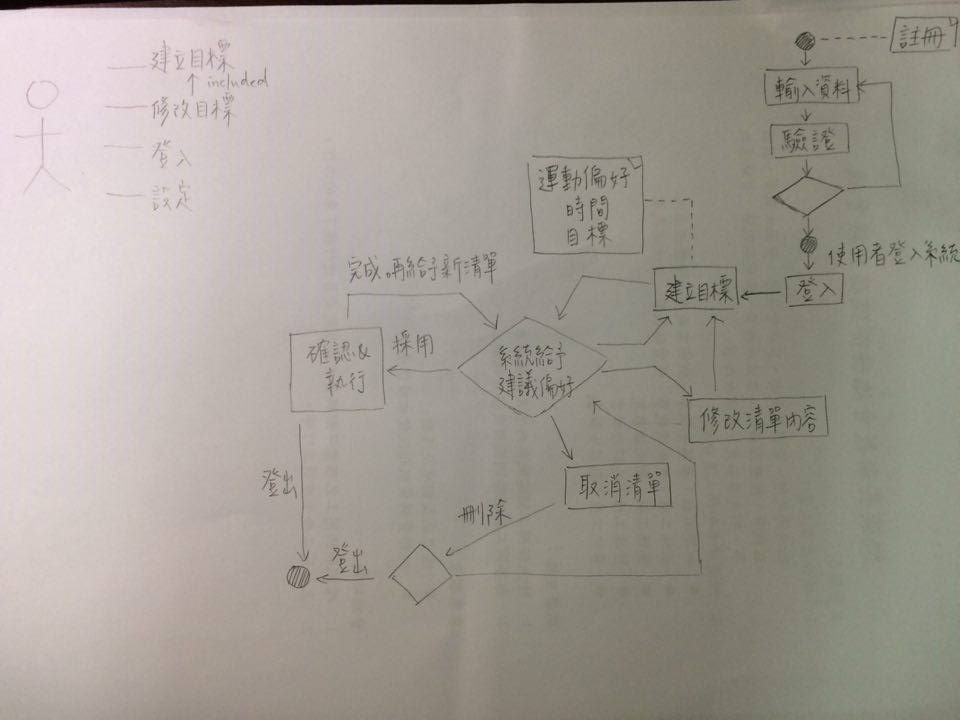 建立目標
included
修改目標
登入
設定
註冊
輸入資料
驗證
使用者登入系統
登入
運動偏好
時間
目標
建立目標
完成.再給予新清單
確認&
執行
採用
系統給予
建議偏好
修改清單內容
取消清單
刪除
登出
登出